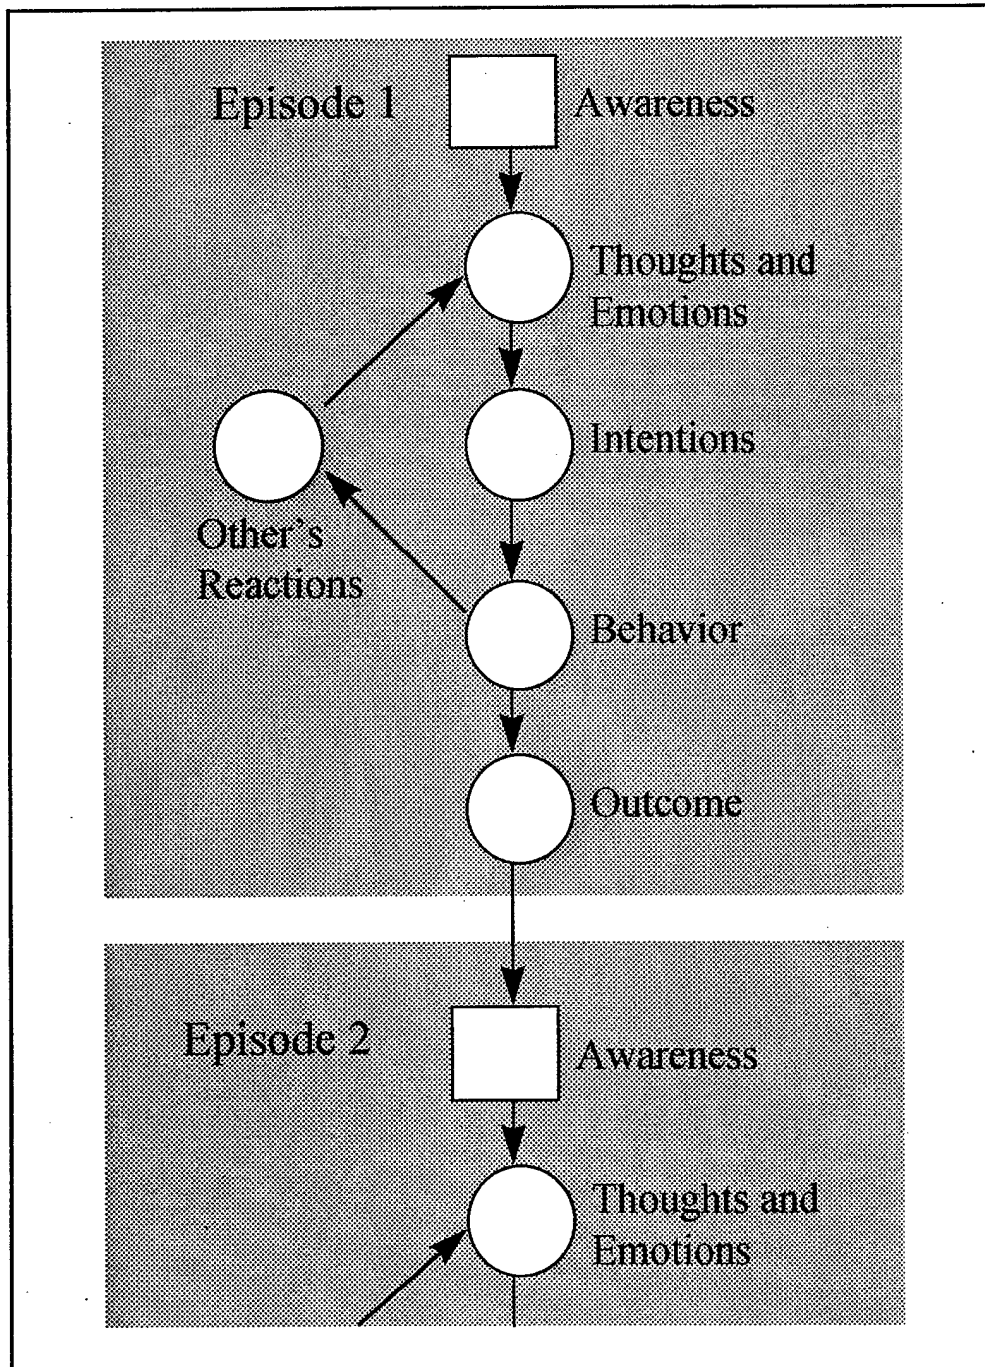 Episode 1
Awareness
Thoughts and
Emotions
Intentions
Other's
Reactions
Behavior
Outcome
Episode 2
Awareness
Thoughts and
Emotions